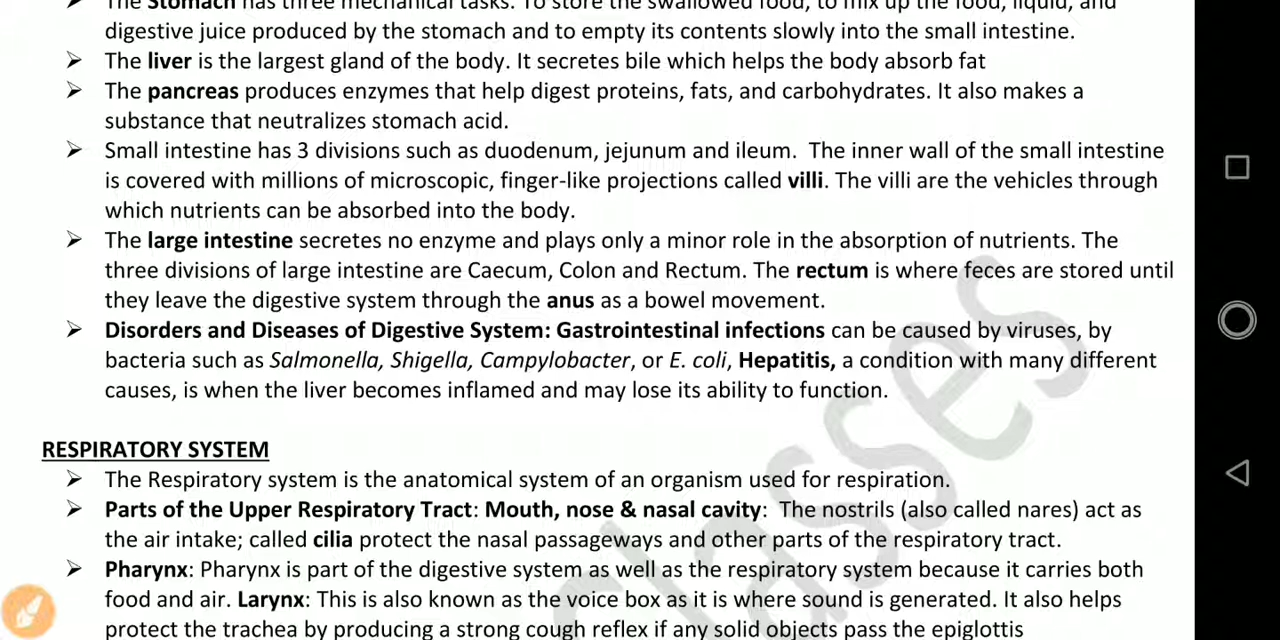 ➢ The Stomach has three mechanical tasks. To store the swallowed food, to mix up the food, liquid, and
digestive juice produced by the stomach and to empty its contents slowly into the small intestine.
➢ The liver is the largest gland of the body. It secretes bile which helps the body absorb fat
➢ The pancreas produces enzymes that help digest proteins, fats, and carbohydrates. It also makes a
substance that neutralizes stomach acid.
➢ Small intestine has 3 divisions such as duodenum, jejunum and ileum. The inner wall of the small intestine
is covered with millions of microscopic, finger-like projections called villi. The villi are the vehicles through
which nutrients can be absorbed into the body.
➢ The large intestine secretes no enzyme and plays only a minor role in the absorption of nutrients. The
three divisions of large intestine are Caecum, Colon and Rectum. The rectum is where feces are stored until
they leave the digestive system through the anus as a bowel movement.
➢ Disorders and Diseases of Digestive System: Gastrointestinal infections can be caused by viruses, by
bacteria such as Salmonella, Shigella, Campylobacter, or E. coli, Hepatitis, a condition with many different
causes, is when the liver becomes inflamed and may lose its ability to function.
RESPIRATORY SYSTEM
➢ The Respiratory system is the anatomical system of an organism used for respiration.
➢ Parts of the Upper Respiratory Tract: Mouth, nose & nasal cavity: The nostrils (also called nares) act as
the air intake; called cilia protect the nasal passageways and other parts of the respiratory tract.
➢ Pharynx: Pharynx is part of the digestive system as well as the respiratory system because it carries both
food and air. Larynx: This is also known as the voice box as it is where sound is generated. It also helps
protect the trachea by producing a strong cough reflex if any solid objects pass the epiglottis
classes